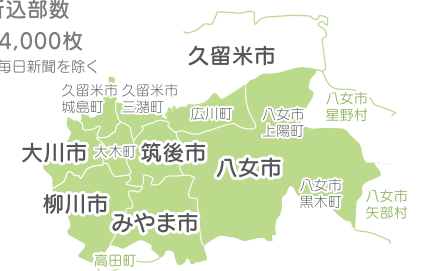 折込部数
4,000枚
毎日新聞を除く
久留米市
久留米市
城島町
久留米市
三潴町
広川町
八女市
上陽町
八女市
星野村
大川市
大木町
筑後市
八女市
柳川市
みやま市
八女市
黒木町
八女市
矢部村
高田町